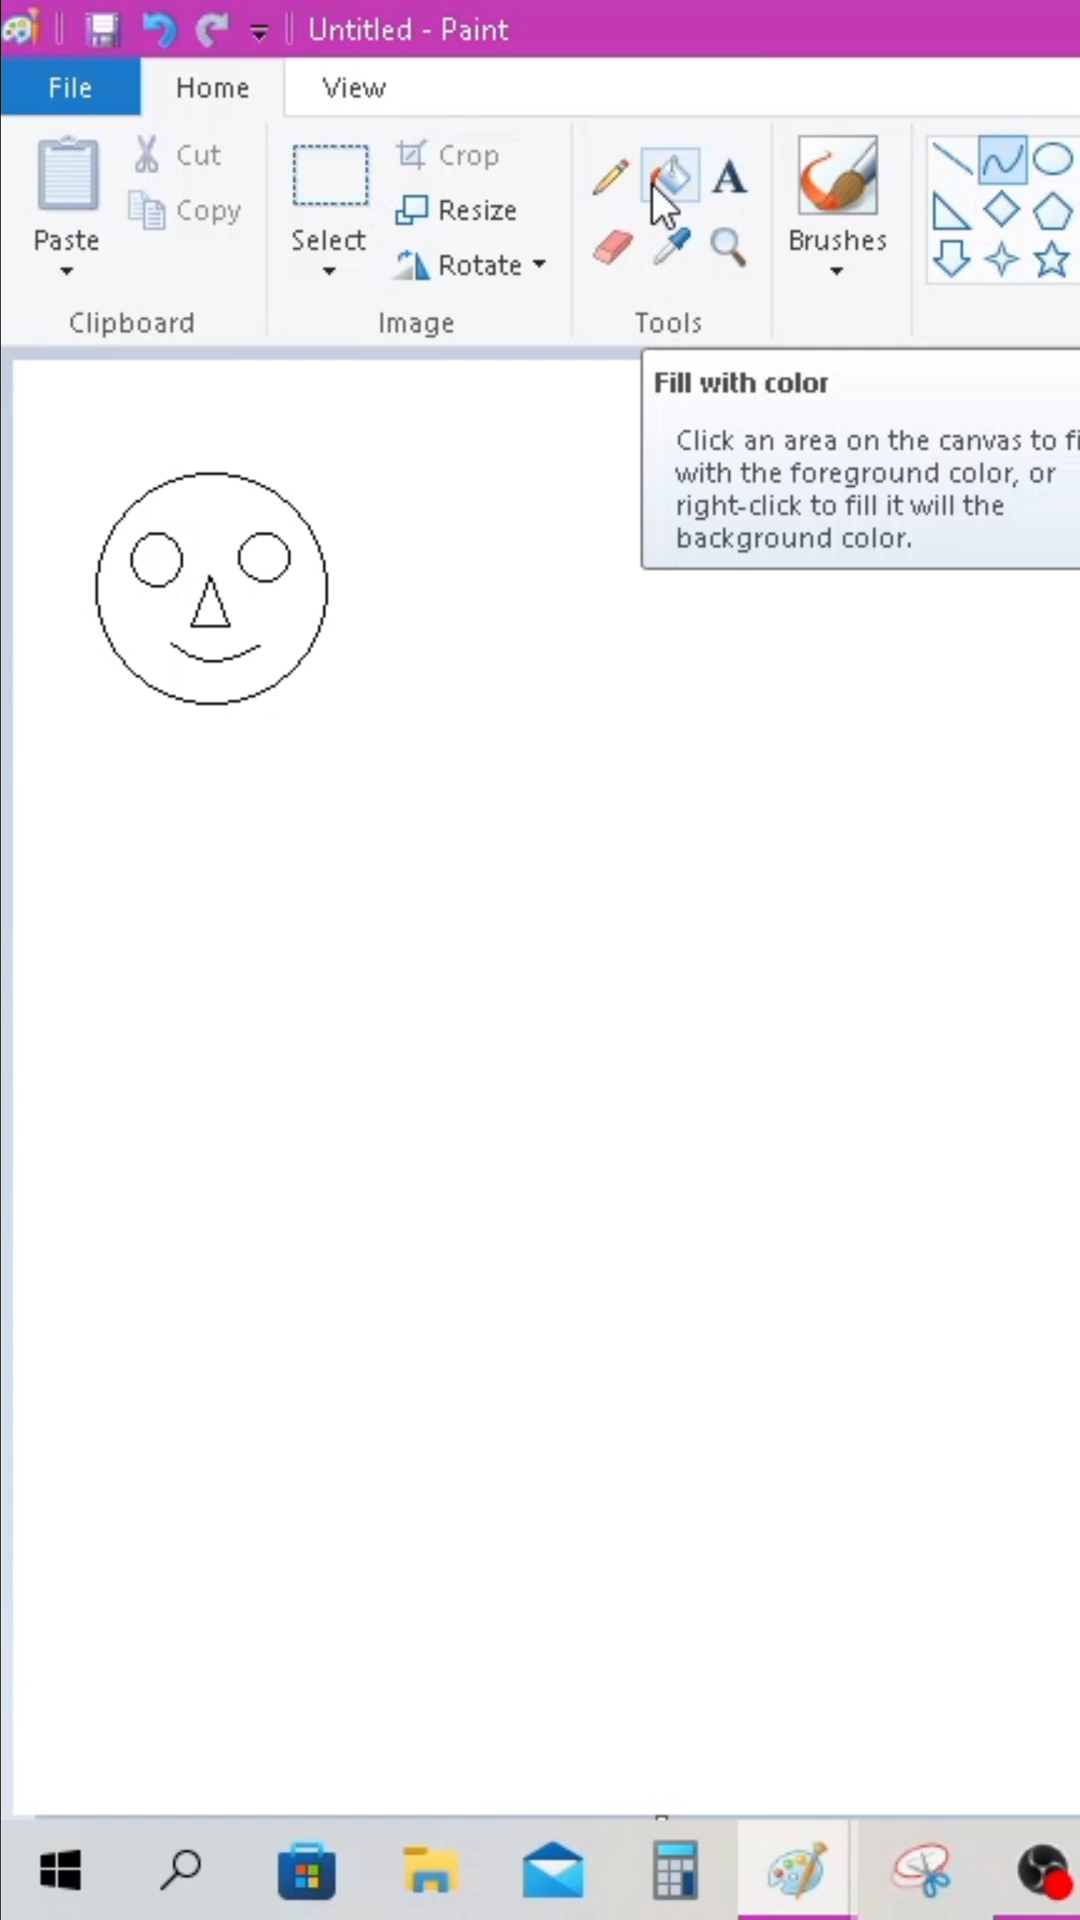 Untitled - Paint
File Home View
Paste
Cut
Copy
Clipboard
Select
Crop
Resize
Rotate
Image
A
Tools
Brushes
Fill with color
Click an area on the canvas to fi
with the foreground color, or
right-click to fill it will the
background color.